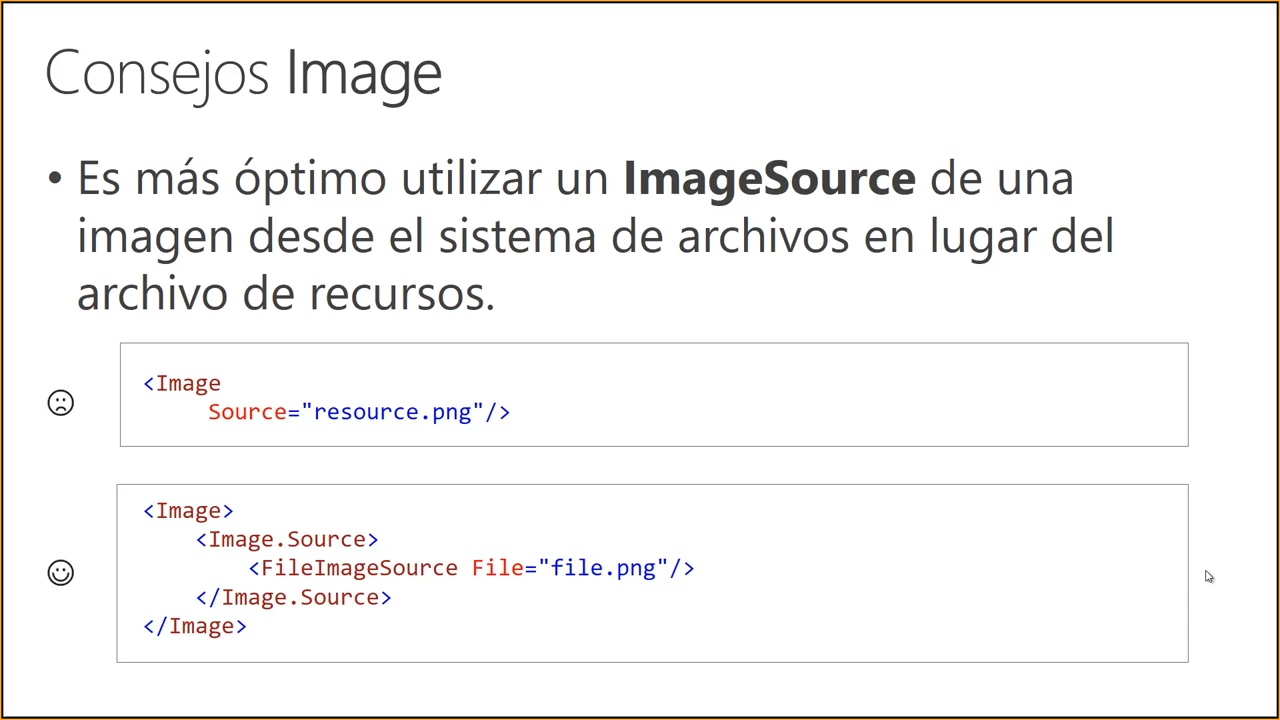 Consejos Image
• Es más óptimo utilizar un ImageSource de una
imagen desde el sistema de archivos en lugar del
archivo de recursos.
<Image
Source="resource.png"/>
<Image>
<Image.Source>
<FileImageSource File="file.png"/>
</Image.Source>
</Image>